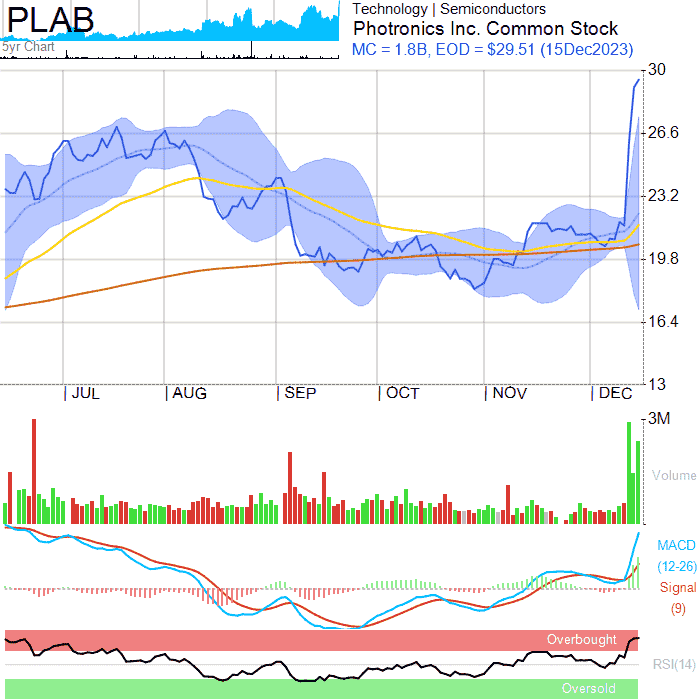 PLAB
5yr Chart
Technology | Semiconductors
Photronics Inc. Common Stock
MC = 1.8B, EOD = $29.51 (15Dec2023)
30
26.6
23.2
19.8
16.4
13
JUL AUG SEP OCT NOV DEC
3M
Volume
MACD
(12-26)
Signal
(9)
Overbought
RSI(14)
Oversold